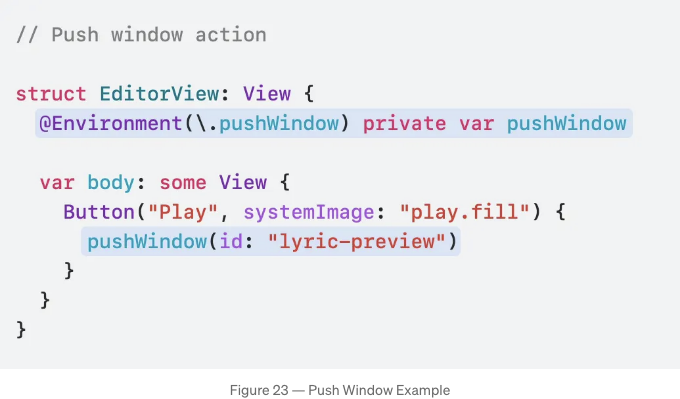 // Push window action
struct EditorView: View {
@Environment(\.pushWindow) private var pushWindow
var body: some View {
Button("Play", systemImage: "play.fill") {
pushWindow(id: "lyric-preview")
}
}
}
Figure 23 — Push Window Example